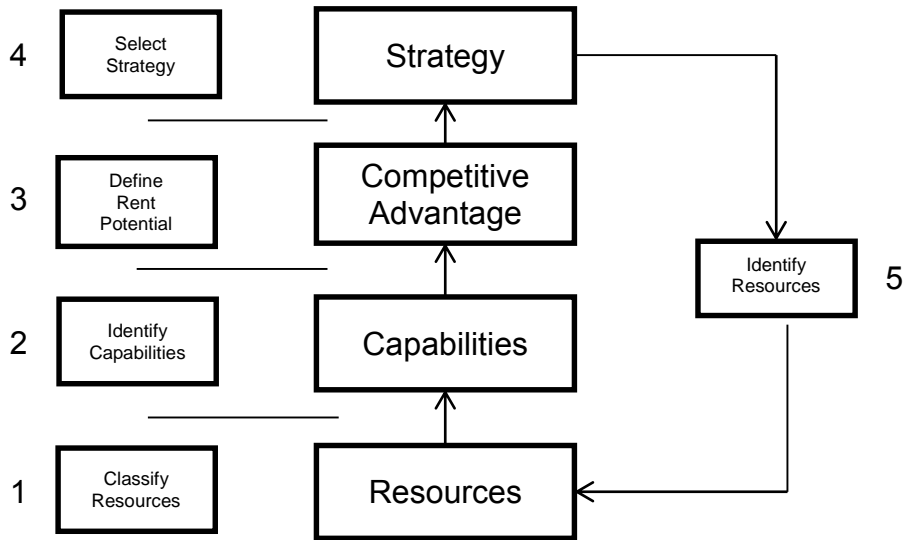 4
Select
Strategy
Strategy
3
Define
Rent
Potential
Competitive
Advantage
Identify
Resources
5
2
Identify
Capabilities
Capabilities
1
Classify
Resources
Resources